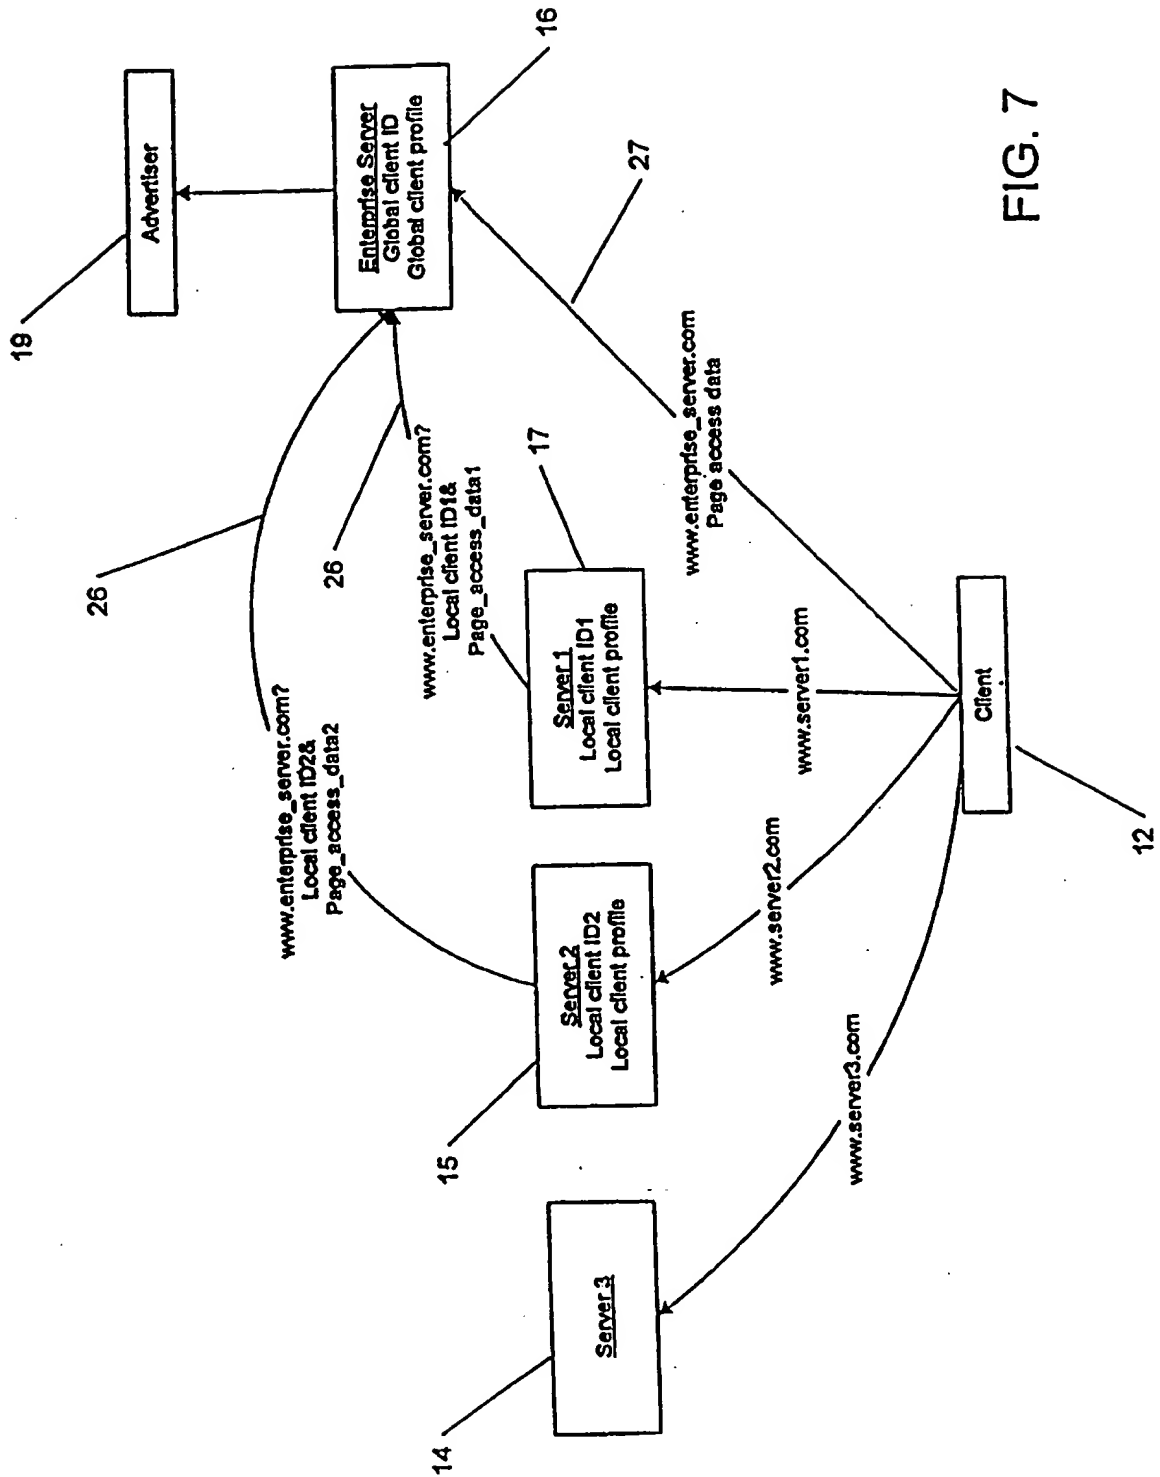 19
Advertiser
16
Enterprise Server
Global client ID
Global client profile
26
26
27
www.enterprise_server.com?
Local client ID2&
Page_access_data2
www.enterprise_server.com?
Local client ID1&
Page_access_data1
www.enterprise_server.com
Page access data
14
Server 3
15
Server 2
Local client ID2
Local client profile
17
Server 1
Local client ID1
Local client profile
www.server3.com
www.server2.com
www.server1.com
12
Client
FIG. 7